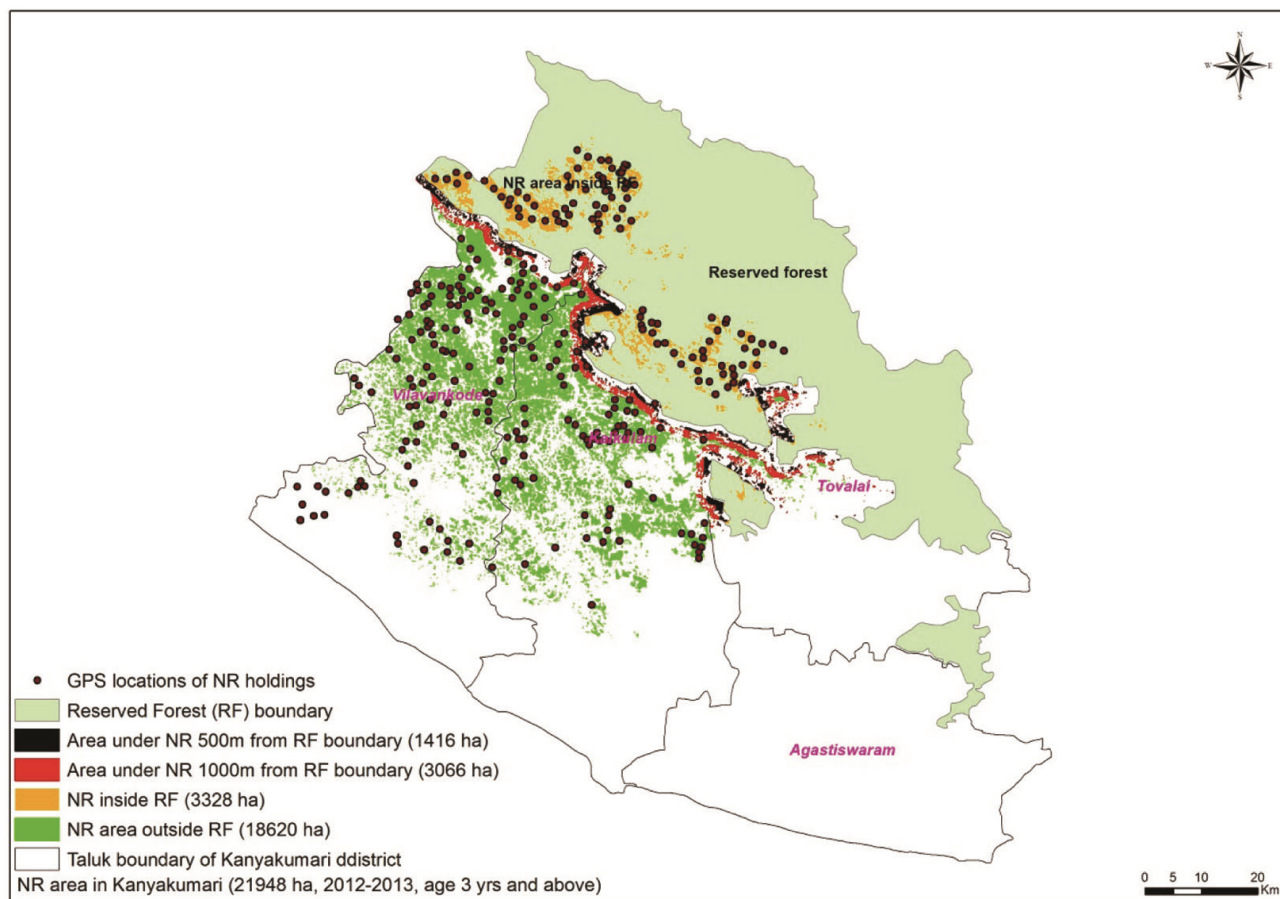 N
W E
S
NR area inside RF
Reserved forest
Vilavankode
Kalkulam
Tovalai
Agastiswaram
GPS locations of NR holdings
Reserved Forest (RF) boundary
Area under NR 500m from RF boundary (1416 ha)
Area under NR 1000m from RF boundary (3066 ha)
NR inside RF (3328 ha)
NR area outside RF (18620 ha)
Taluk boundary of Kanyakumari ddistrict
NR area in Kanyakumari (21948 ha, 2012-2013, age 3 yrs and above)
0 5 10 20
Km